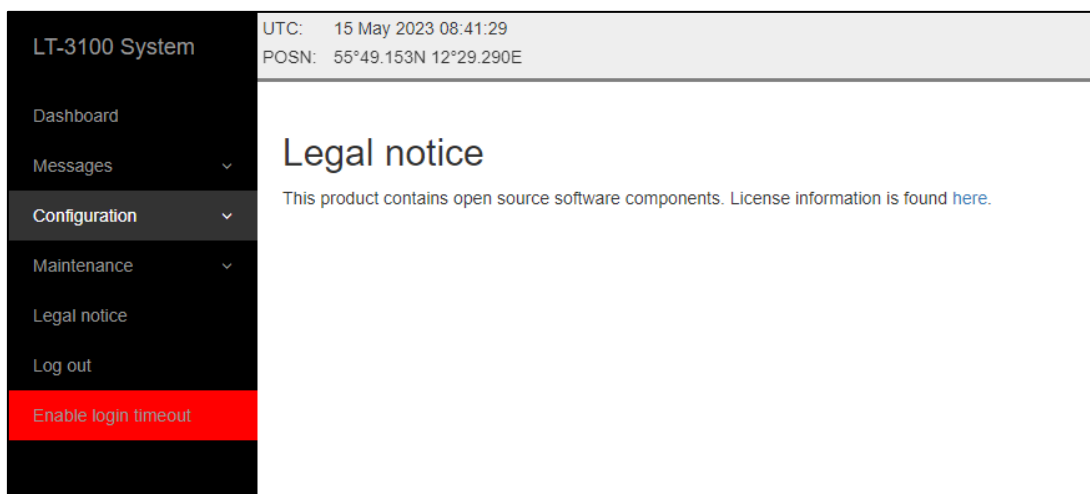 LT-3100 System
Dashboard
Messages
Configuration
Maintenance
Legal notice
Log out
Enable login timeout
UTC: 15 May 2023 08:41:29
POSN: 55°49.153N 12°29.290E
Legal notice
This product contains open source software components. License information is found here.